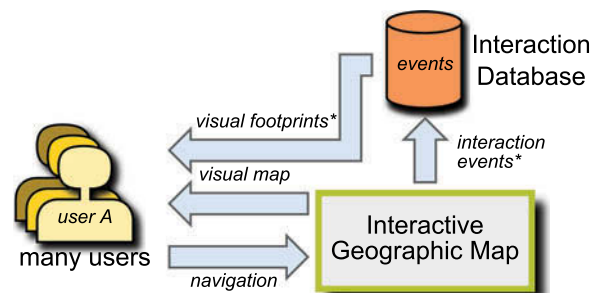 events
Interaction
Database
visual footprints*
interaction
events*
visual map
user A
many users
Interactive
Geographic Map
navigation